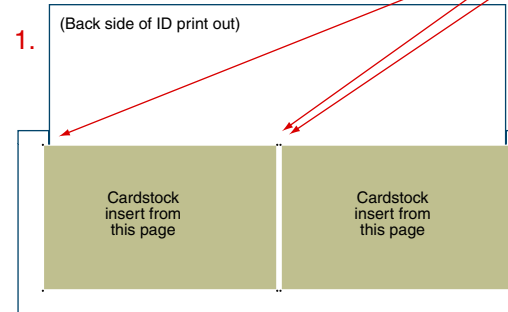 (Back side of ID print out)
1.
Cardstock
insert from
this page
Cardstock
insert from
this page